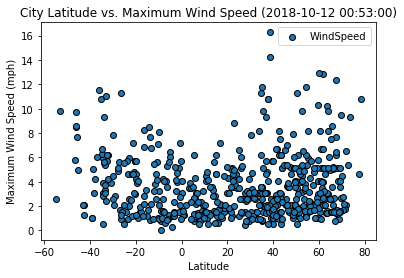 City Latitude vs. Maximum Wind Speed (2018-10-12 00:53:00)
WindSpeed
Maximum Wind Speed (mph)
16
14
12
10
8
6
4
2
0
−60 −40 −20 0 20 40 60 80
Latitude